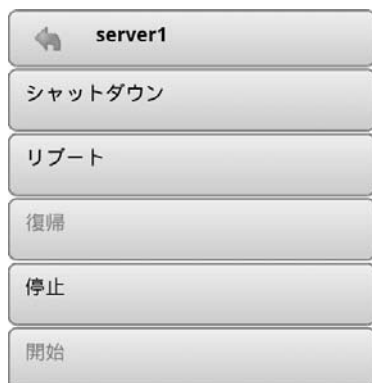 server1
シャットダウン
リブート
復帰
停止
開始